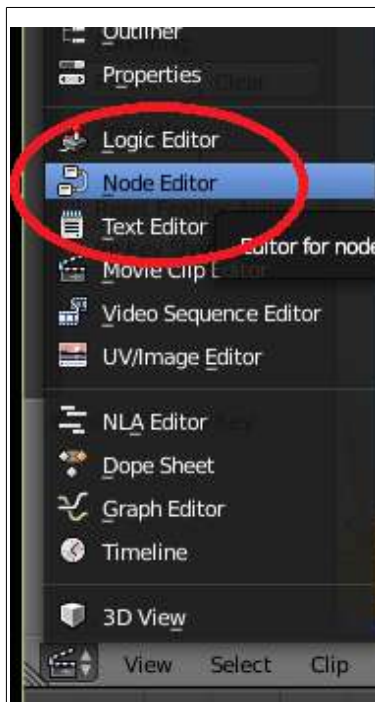 Outliner
Properties
Logic Editor
Node Editor
Text Editor
Editor for node
Movie Clip Editor
Video Sequence Editor
UV/Image Editor
NLA Editor
Dope Sheet
Graph Editor
Timeline
3D View
View Select Clip